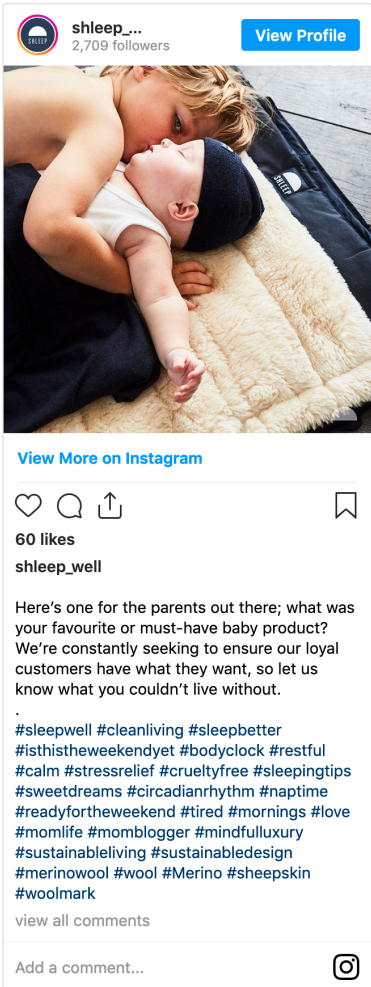 SHLEEP
shleep_...
2,709 followers
View Profile
SHLEEP
View More on Instagram
60 likes
shleep_well
Here’s one for the parents out there; what was
your favourite or must-have baby product?
We’re constantly seeking to ensure our loyal
customers have what they want, so let us
know what you couldn’t live without.
.
#sleepwell #cleanliving #sleepbetter
#isthistheweekendyet #bodyclock #restful
#calm #stressrelief #crueltyfree #sleepingtips
#sweetdreams #circadianrhythm #naptime
#readyfortheweekend #tired #mornings #love
#momlife #momblogger #mindfulluxury
#sustainableliving #sustainabledesign
#merinowool #wool #Merino #sheepskin
#woolmark
view all comments
Add a comment...